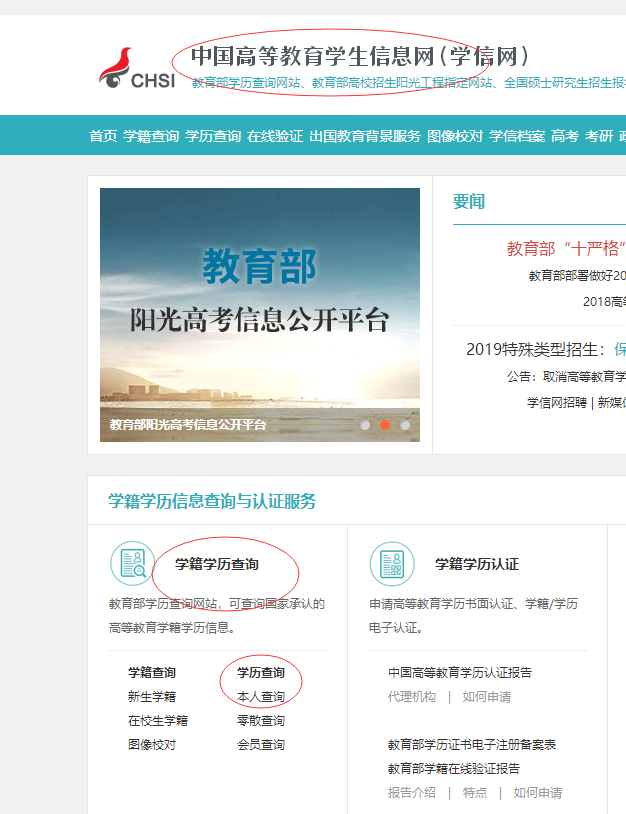 中国高等教育学生信息网(学信网)
CHSI
教育部学历查询网站、教育部高校招生阳光工程指定网站、全国硕士研究生招生报
首页 学籍查询 学历查询 在线验证 出国教育背景服务 图像校对 学信档案 高考 考研
教育部
阳光高考信息公开平台
教育部阳光高考信息公开平台
要闻
教育部“十严格”
教育部部署做好20
2018高等
2019特殊类型招生：保
公告：取消高等教育学
学信网招聘 | 新媒体
学籍学历信息查询与认证服务
学籍学历查询
教育部学历查询网站，可查询国家承认的
高等教育学籍学历信息。
学籍查询
新生学籍
在校生学籍
图像校对
学历查询
本人查询
零散查询
会员查询
学籍学历认证
申请高等教育学历书面认证、学籍/学历
电子认证。
中国高等教育学历认证报告
代理机构 | 如何申请
教育部学历证书电子注册备案表
教育部学籍在线验证报告
报告介绍 | 特点 | 如何申请